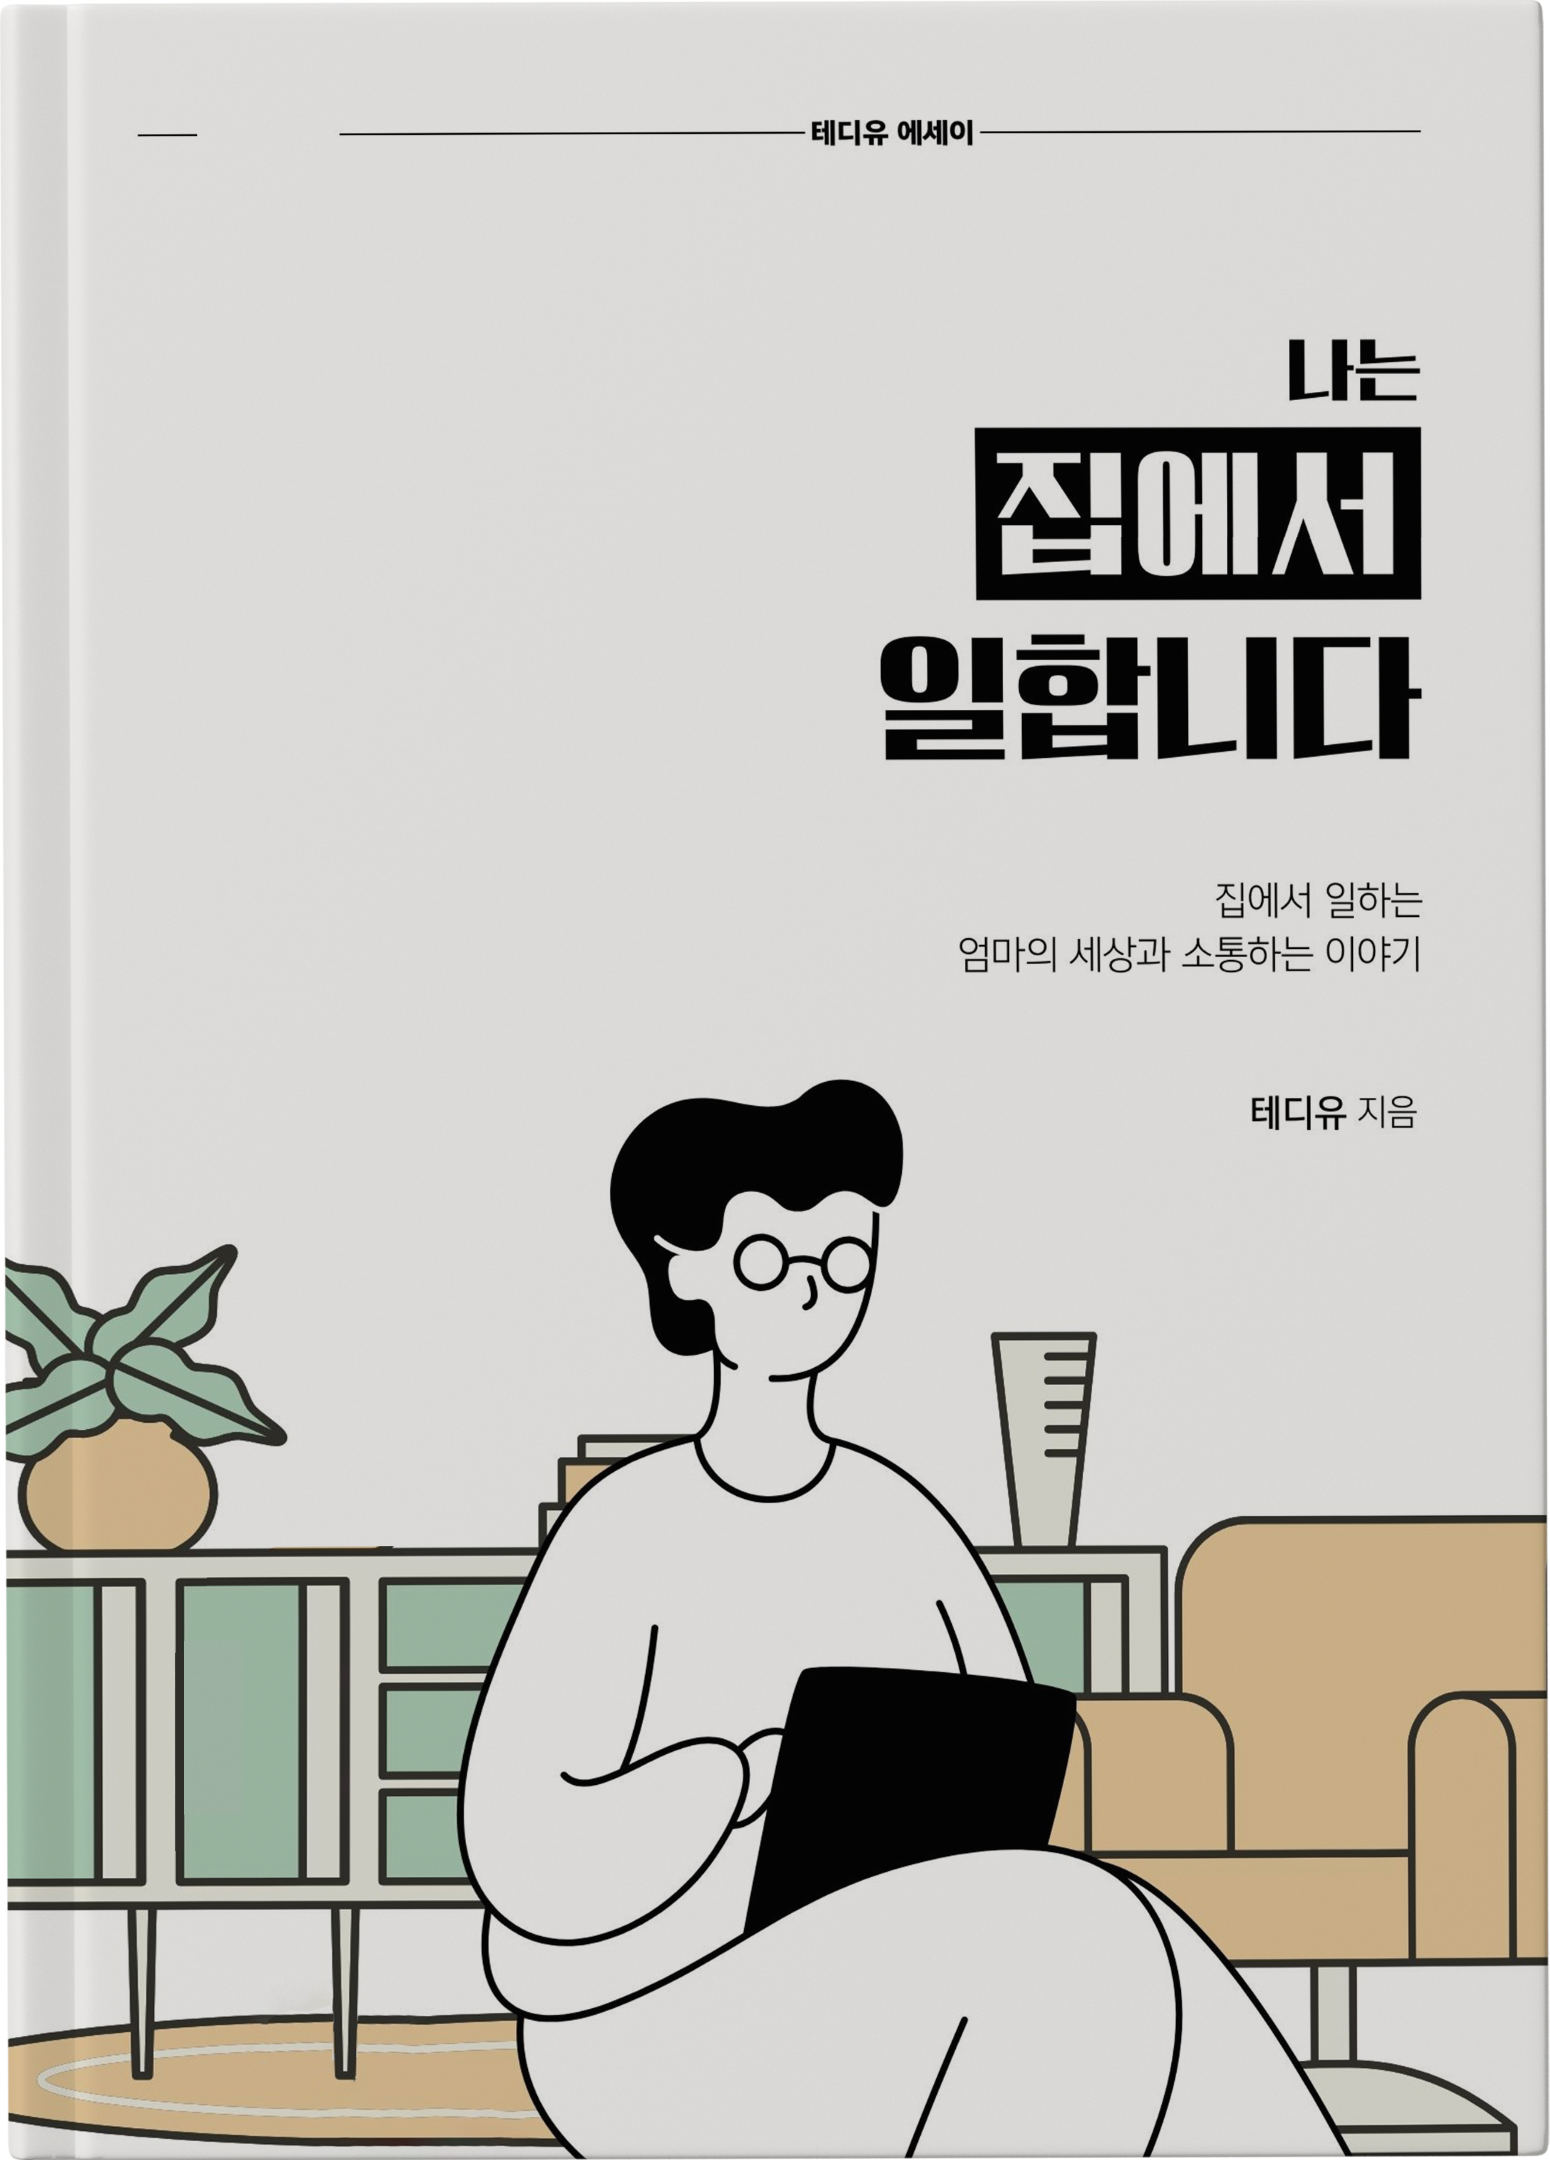 테디유 에세이
나는
집에서
일합니다
집에서 일하는
엄마의 세상과 소통하는 이야기
테디유 지음